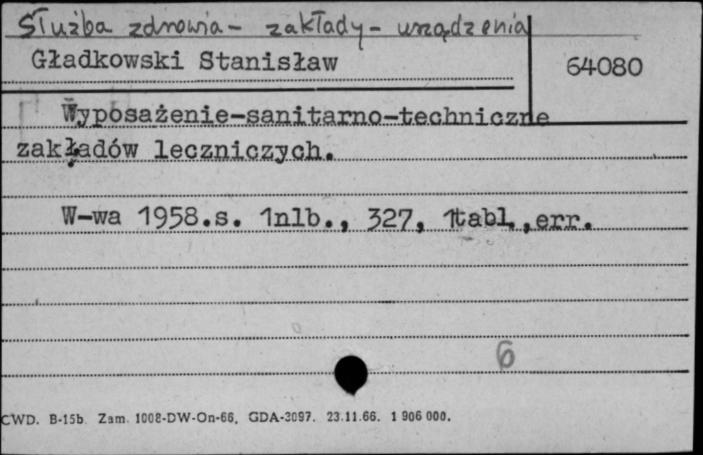 Służba zdrowia - zakłady - urządzenia
Gładkowski Stanisław
64080
Wyposażenie-sanitarno-techniczne
zakładów leczniczych.
W-wa 1958.s. 1nlb., 327, 1tabl.,err.
6
CWD. B-15b. Zam. 1008-DW-On-66. GDA-3097. 23.11.66. 1 906 000.